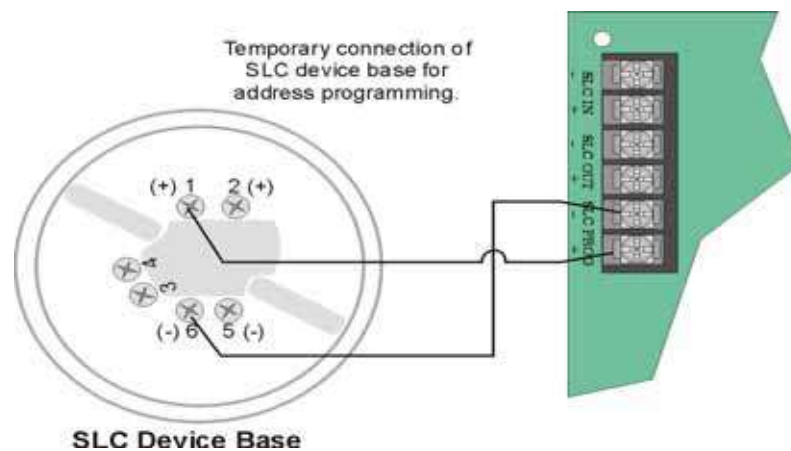 Temporary connection of
SLC device base for
address programming.
(+) 1 2 (+)
4
3
(-) 6 5 (-)
SLC Device Base
- SLC IN +
- SLC OUT +
- SLC PROG +